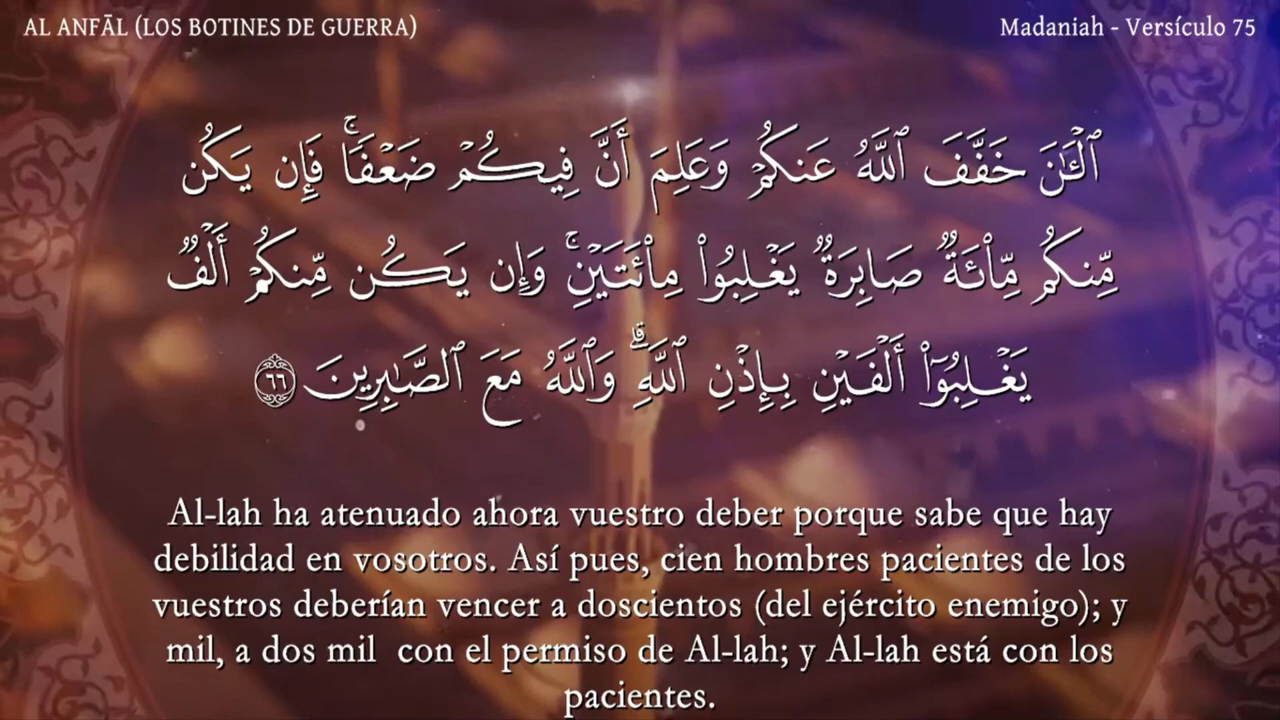 AL ANFĀL (LOS BOTINES DE GUERRA)
Madaniah - Versículo 75
ٱلۡـَٰٔنَ خَفَّفَ ٱللَّهُ عَنكُمۡ وَعَلِمَ أَنَّ فِيكُمۡ ضَعۡفٗاۚ فَإِن يَكُن
مِّنكُم مِّاْئَةٞ صَابِرَةٞ يَغۡلِبُواْ مِاْئَتَيۡنِۚ وَإِن يَكُن مِّنكُمۡ أَلۡفٞ
يَغۡلِبُوٓاْ أَلۡفَيۡنِ بِإِذۡنِ ٱللَّهِۗ وَٱللَّهُ مَعَ ٱلصَّٰبِرِينَ ٦٦
Al-lah ha atenuado ahora vuestro deber porque sabe que hay
debilidad en vosotros. Así pues, cien hombres pacientes de los
vuestros deberían vencer a doscientos (del ejército enemigo); y
mil, a dos mil con el permiso de Al-lah; y Al-lah está con los
pacientes.